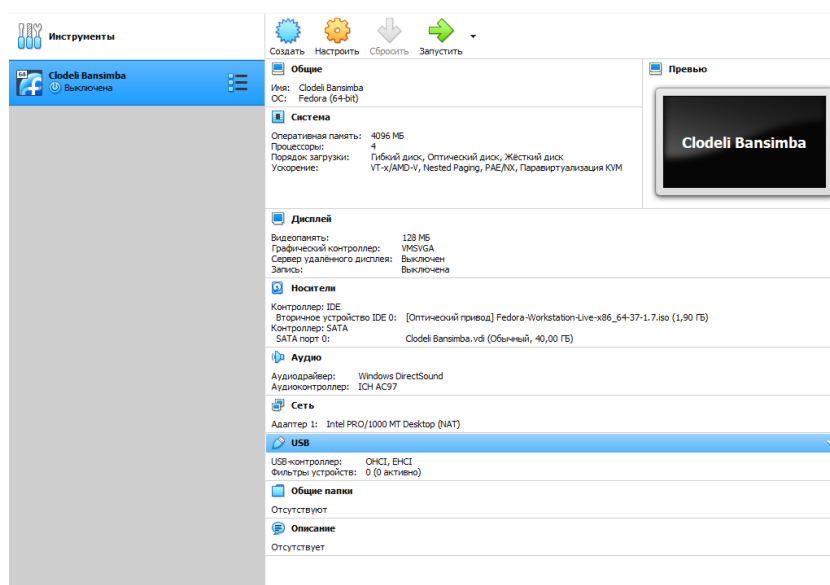 Инструменты
Создать Настроить Сбросить Запустить
64
Clodeli Bansimba
Выключена
Общие
Имя: Clodeli Bansimba
ОС: Fedora (64-bit)
Превью
Clodeli Bansimba
Система
Оперативная память: 4096 МБ
Процессоры: 4
Порядок загрузки: Гибкий диск, Оптический диск, Жёсткий диск
Ускорение: VT-x/AMD-V, Nested Paging, PAE/NX, Паравиртуализация KVM
Дисплей
Видеопамять: 128 МБ
Графический контроллер: VMSVGA
Сервер удалённого дисплея: Выключен
Запись: Выключена
Носители
Контроллер: IDE
Вторичное устройство IDE 0: [Оптический привод] Fedora-Workstation-Live-x86_64-37-1.7.iso (1,90 ГБ)
Контроллер: SATA
SATA порт 0: Clodeli Bansimba.vdi (Обычный, 40,00 ГБ)
Аудио
Аудиодрайвер: Windows DirectSound
Аудиоконтроллер: ICH AC97
Сеть
Адаптер 1: Intel PRO/1000 MT Desktop (NAT)
USB
USB-контроллер: OHCI, EHCI
Фильтры устройств: 0 (0 активно)
Общие папки
Отсутствуют
Описание
Отсутствует